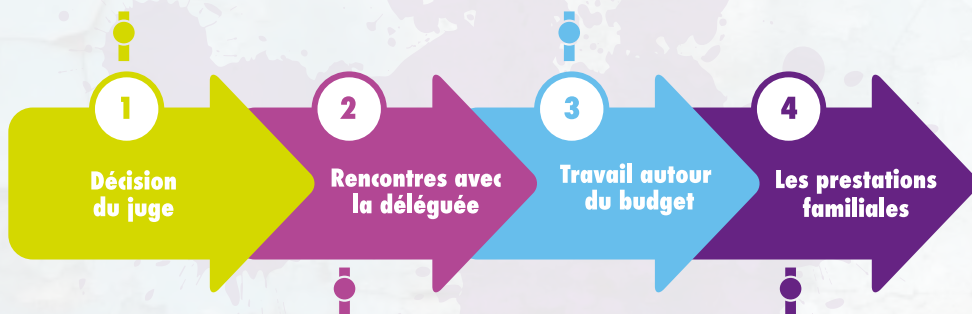 1
Décision
du juge
2
Rencontres avec
la déléguée
3
Travail autour
du budget
4
Les prestations
familiales